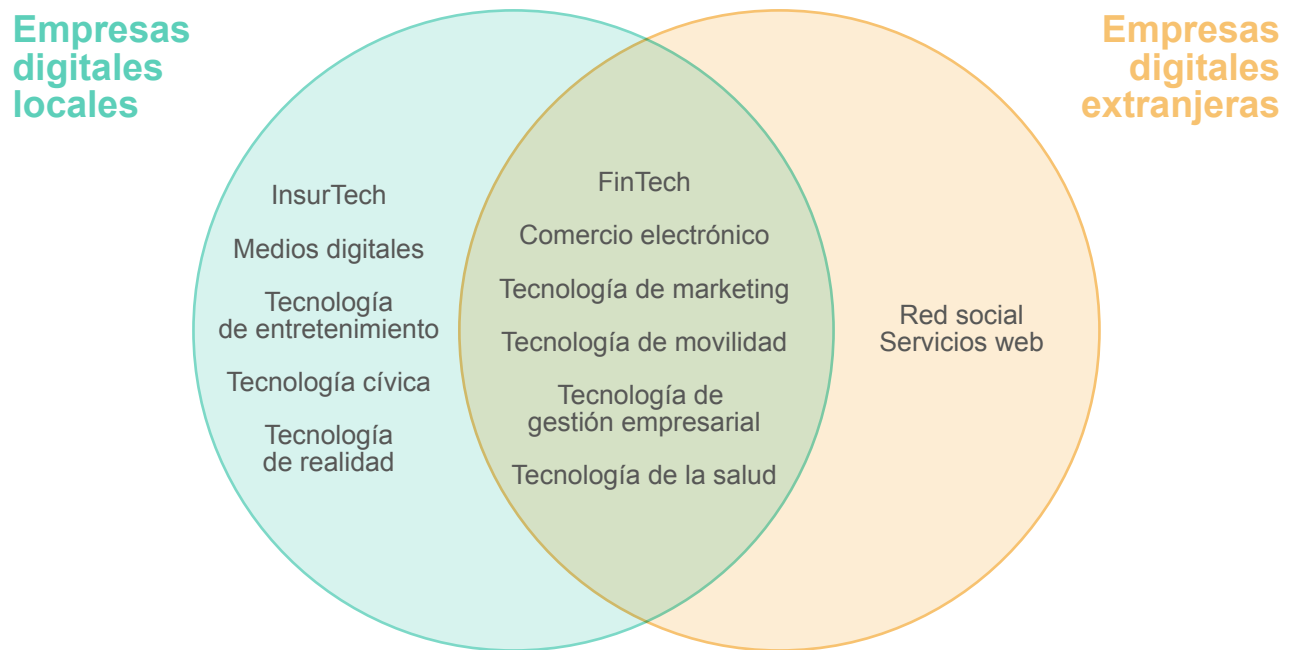 Empresas
digitales
locales
Empresas
digitales
extranjeras
InsurTech
Medios digitales
Tecnología
de entretenimiento
Tecnología cívica
Tecnología
de realidad
FinTech
Comercio electrónico
Tecnología de marketing
Tecnología de movilidad
Tecnología de
gestión empresarial
Tecnología de la salud
Red social
Servicios web